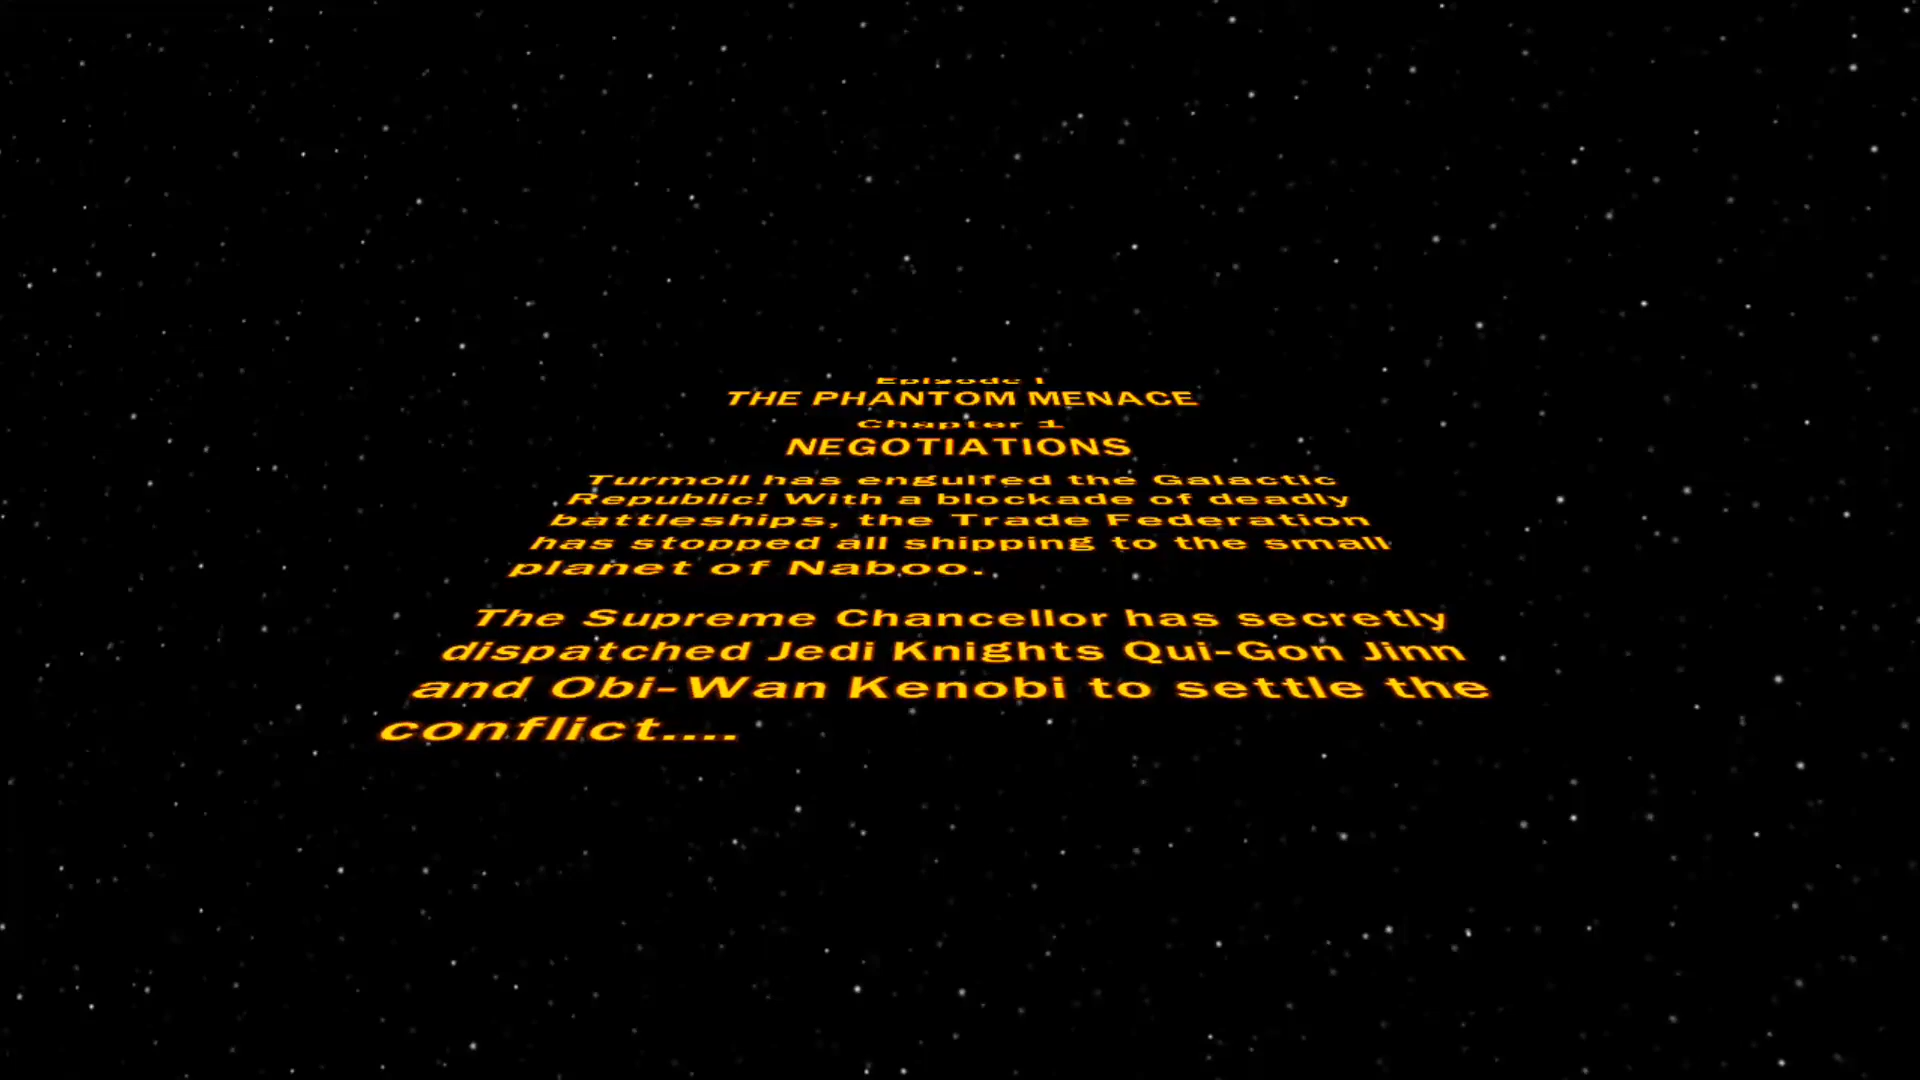 Episode I
THE PHANTOM MENACE
Chapter 1
NEGOTIATIONS
Turmoil has engulfed the Galactic
Republic! With a blockade of deadly
battleships, the Trade Federation
has stopped all shipping to the small
planet of Naboo.
The Supreme Chancellor has secretly
dispatched Jedi Knights Qui-Gon Jinn
and Obi-Wan Kenobi to settle the
conflict....